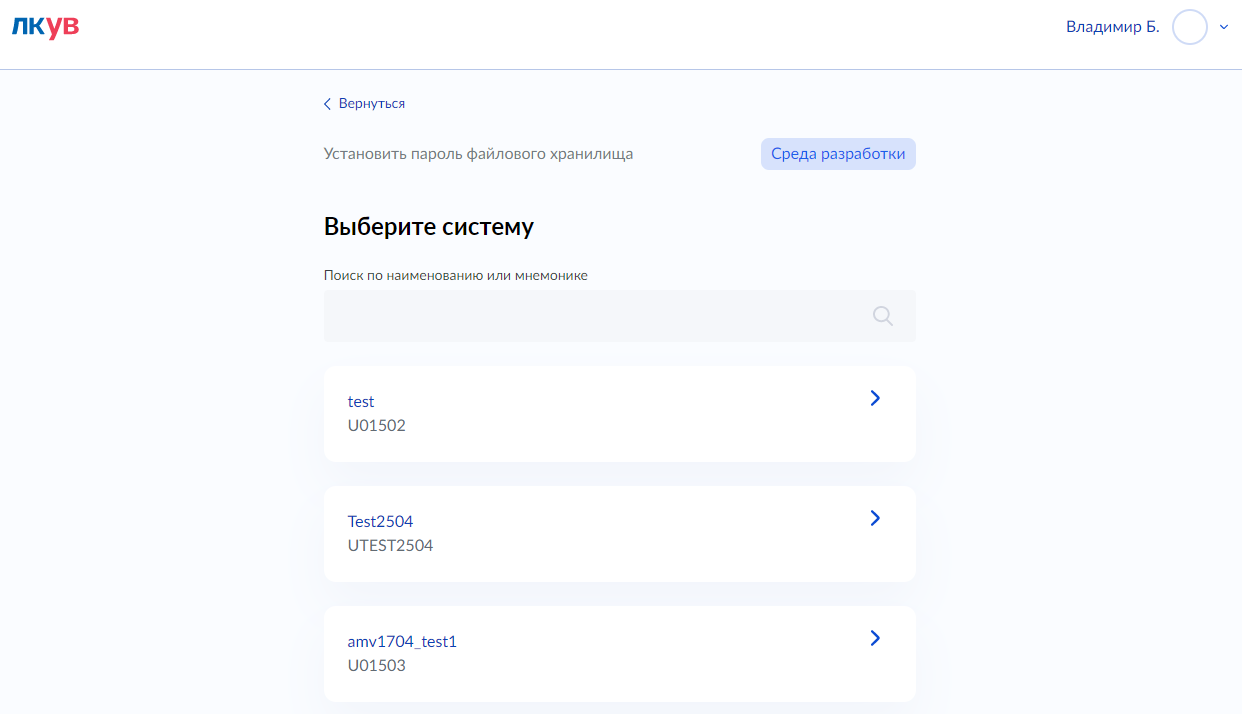 ЛКУВ
Владимир Б.
Вернуться
Установить пароль файлового хранилища
Среда разработки
Выберите систему
Поиск по наименованию или мнемонике
test
U01502
Test2504
UTEST2504
amv1704_test1
U01503